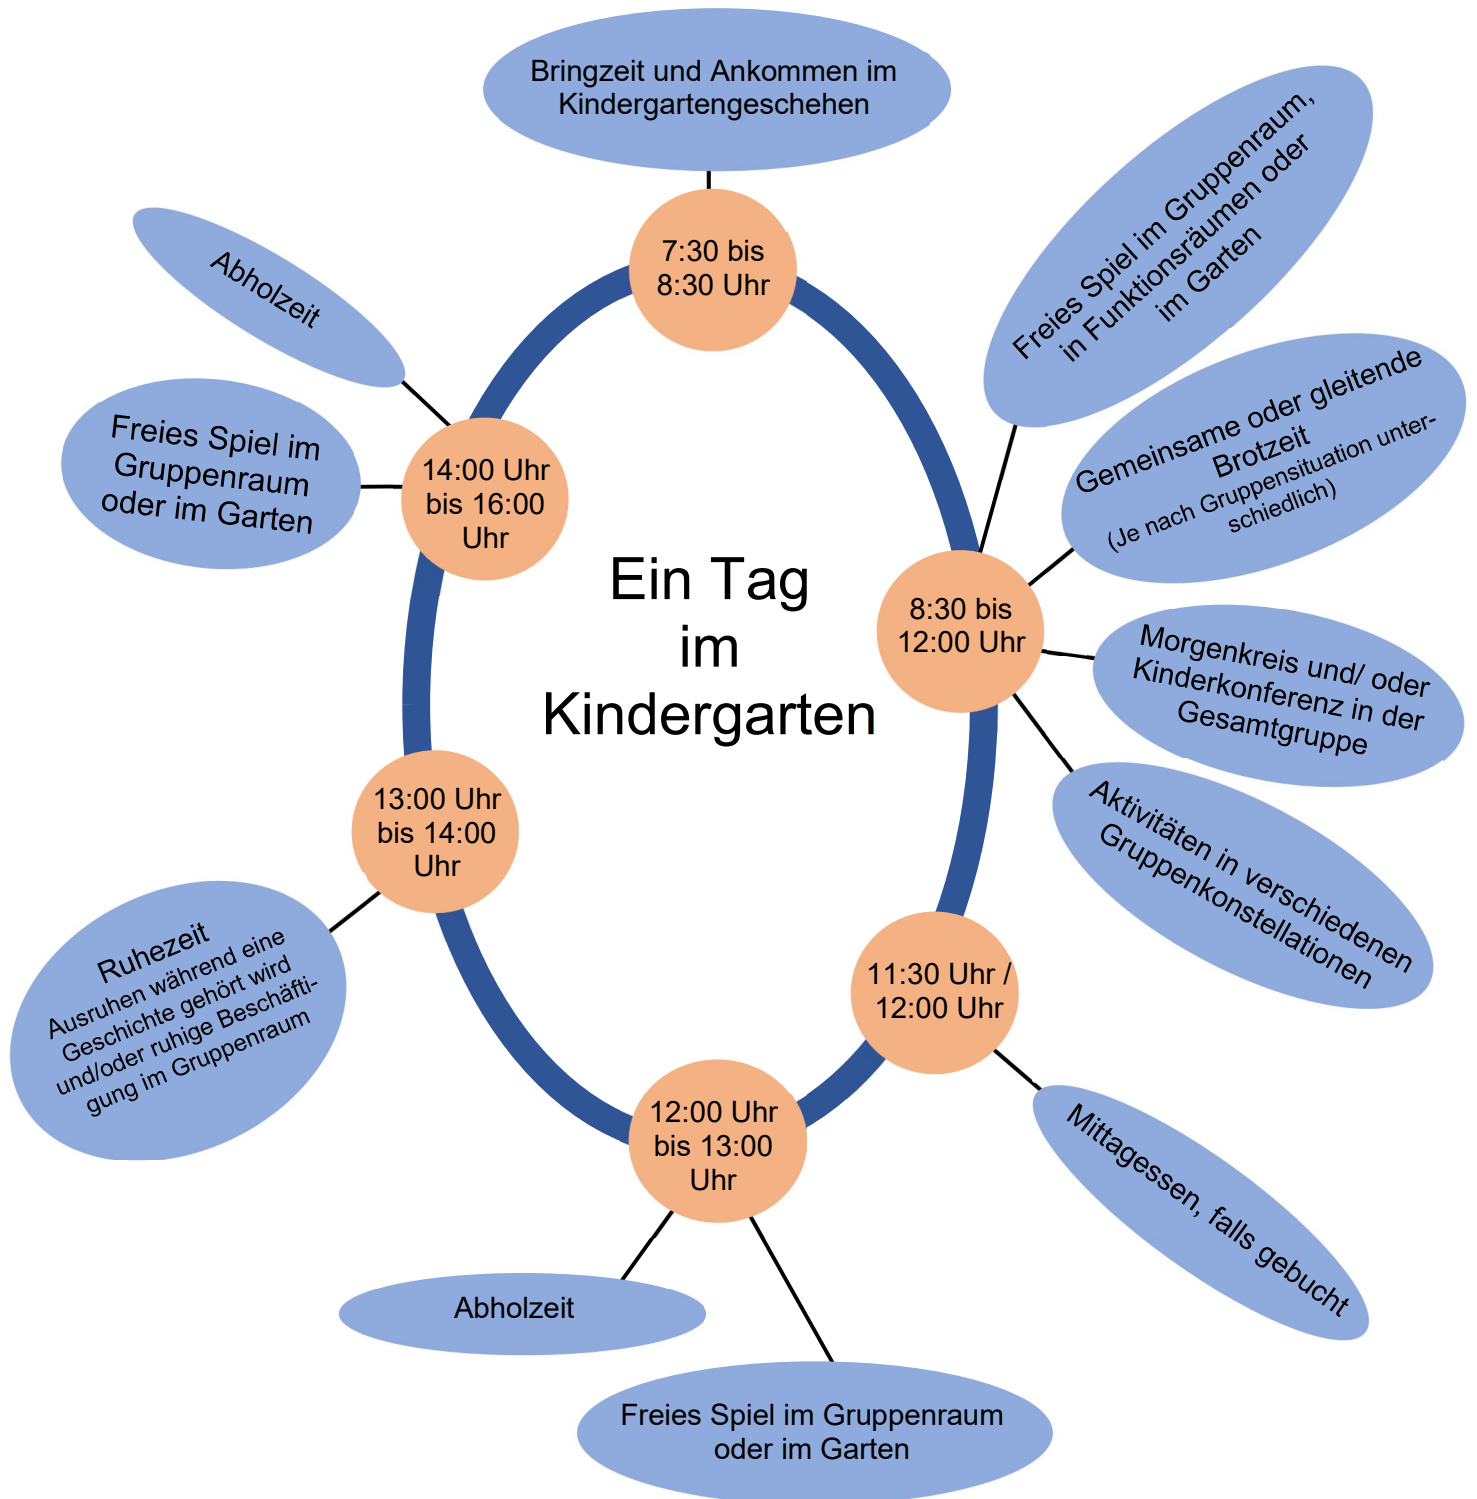 Bringzeit und Ankommen im
Kindergartengeschehen
7:30 bis
8:30 Uhr
Freies Spiel im Gruppenraum,
in Funktionsräumen oder
im Garten
Gemeinsame oder gleitende
Brotzeit
(Je nach Gruppensituation unter-
schiedlich)
8:30 bis
12:00 Uhr
Morgenkreis und/ oder
Kinderkonferenz in der
Gesamtgruppe
Aktivitäten in verschiedenen
Gruppenkonstellationen
11:30 Uhr /
12:00 Uhr
Mittagessen, falls gebucht
12:00 Uhr
bis 13:00
Uhr
Abholzeit
Freies Spiel im Gruppenraum
oder im Garten
13:00 Uhr
bis 14:00
Uhr
Ruhezeit
Ausruhen während eine
Geschichte gehört wird
und/oder ruhige Beschäfti-
gung im Gruppenraum
14:00 Uhr
bis 16:00
Uhr
Abholzeit
Freies Spiel im
Gruppenraum
oder im Garten
Ein Tag
im
Kindergarten